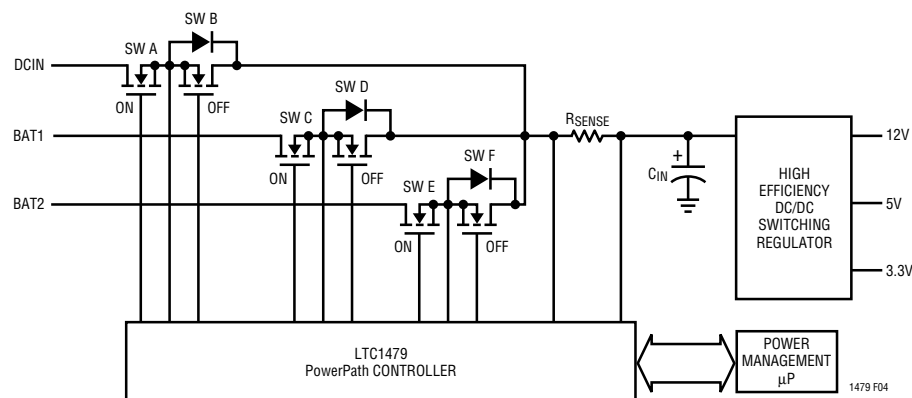 SW B
SW A
DCIN
ON
OFF
SW D
SW C
RSENSE
BAT1
12V
ON
OFF
SW F
+
CIN
SW E
BAT2
ON
OFF
HIGH
EFFICIENCY
DC/DC
SWITCHING
REGULATOR
5V
3.3V
LTC1479
PowerPath CONTROLLER
POWER
MANAGEMENT
µP
1479 F04